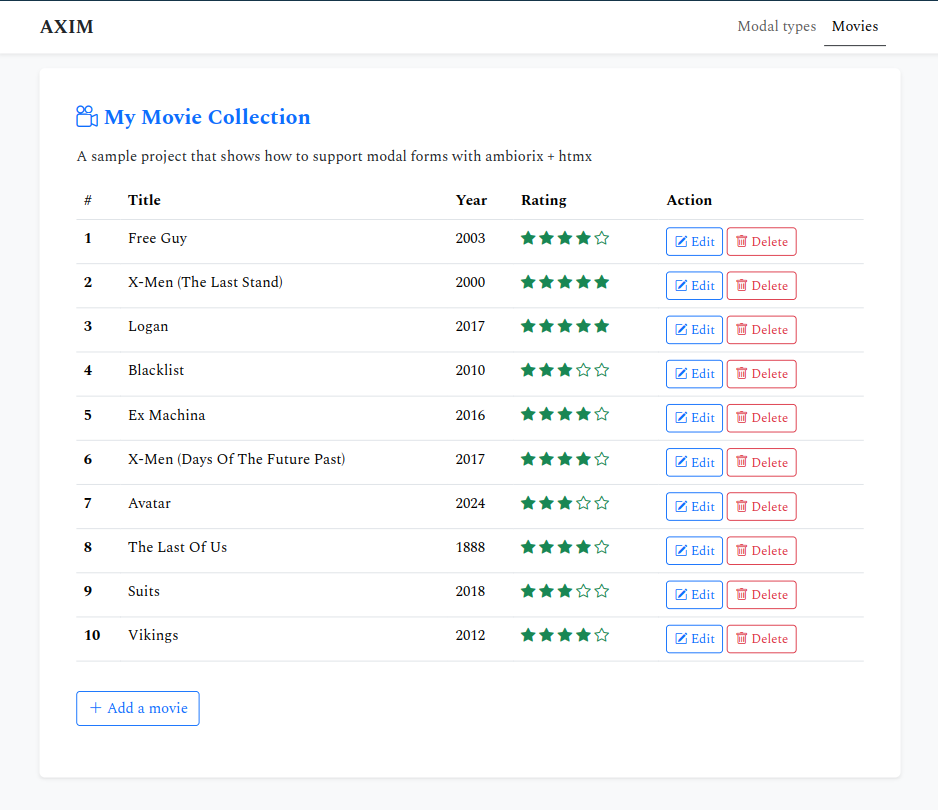 AXIM
Modal types Movies
My Movie Collection
A sample project that shows how to support modal forms with ambiorix + htmx
# Title Year Rating Action
1 Free Guy 2003 Edit Delete
2 X-Men (The Last Stand) 2000 Edit Delete
3 Logan 2017 Edit Delete
4 Blacklist 2010 Edit Delete
5 Ex Machina 2016 Edit Delete
6 X-Men (Days Of The Future Past) 2017 Edit Delete
7 Avatar 2024 Edit Delete
8 The Last Of Us 1888 Edit Delete
9 Suits 2018 Edit Delete
10 Vikings 2012 Edit Delete
+ Add a movie